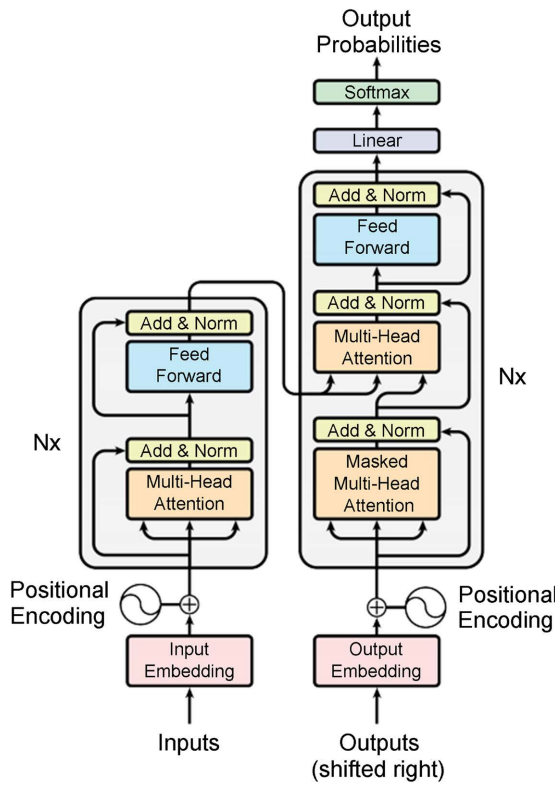 Output
Probabilities
Softmax
Linear
Add & Norm
Feed
Forward
Add & Norm
Multi-Head
Attention
Nx
Add & Norm
Masked
Multi-Head
Attention
Add & Norm
Feed
Forward
Nx
Add & Norm
Multi-Head
Attention
Positional
Encoding
Positional
Encoding
Input
Embedding
Output
Embedding
Inputs
Outputs
(shifted right)